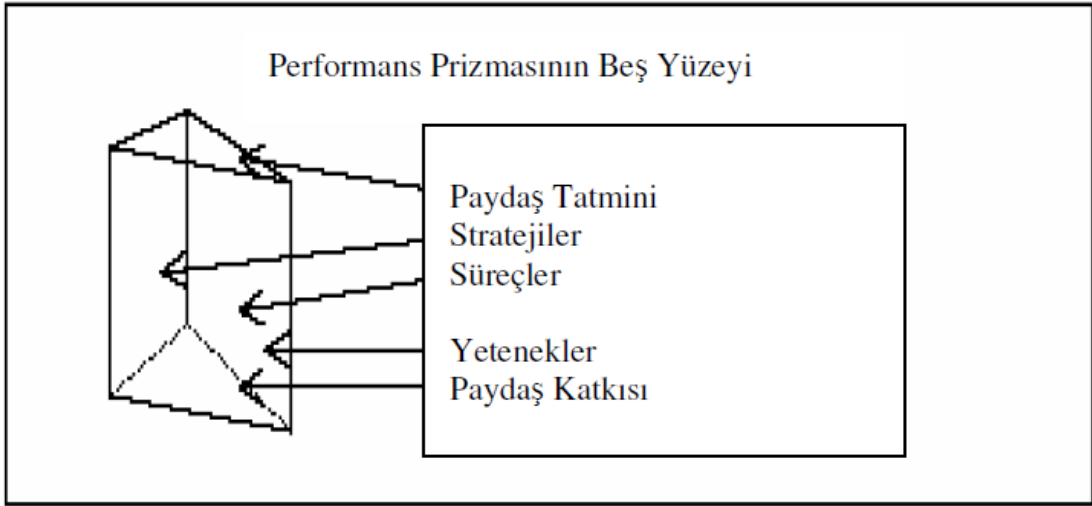 Performans Prizmasının Beş Yüzeyi
Paydaş Tatmini
Stratejiler
Süreçler
Yetenekler
Paydaş Katkısı